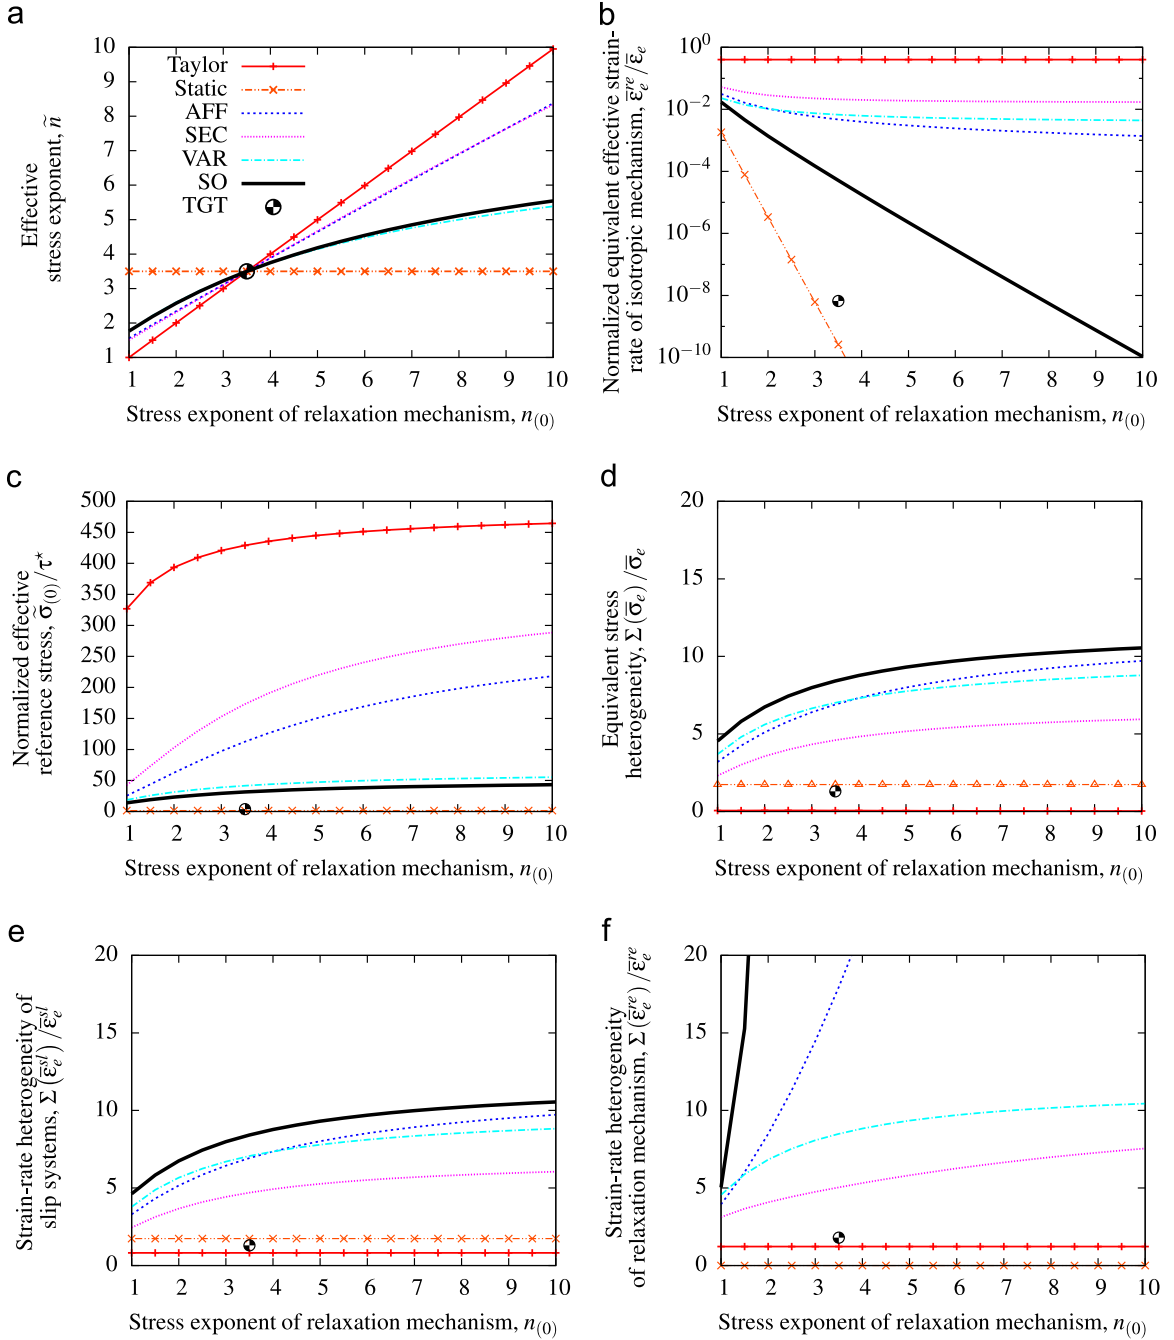 a
Effective
stress exponent, ñ
10
9
8
7
6
5
4
3
2
1
Taylor
Static
AFF
SEC
VAR
SO
TGT
1 2 3 4 5 6 7 8 9 10
Stress exponent of relaxation mechanism, n(0)
b
Normalized equivalent effective strain-
rate of isotropic mechanism, ε̄ₑʳᵉ/ε̄ₑ
10⁰
10⁻²
10⁻⁴
10⁻⁶
10⁻⁸
10⁻¹⁰
1 2 3 4 5 6 7 8 9 10
Stress exponent of relaxation mechanism, n(0)
c
Normalized effective
reference stress, σ̃(0)/τ*
500
450
400
350
300
250
200
150
100
50
0
1 2 3 4 5 6 7 8 9 10
Stress exponent of relaxation mechanism, n(0)
d
Equivalent stress
heterogeneity, Σ(σ̄ₑ)/σ̄ₑ
20
15
10
5
0
1 2 3 4 5 6 7 8 9 10
Stress exponent of relaxation mechanism, n(0)
e
Strain-rate heterogeneity of
slip systems, Σ(ε̄ₑˢˡ)/ε̄ₑˢˡ
20
15
10
5
0
1 2 3 4 5 6 7 8 9 10
Stress exponent of relaxation mechanism, n(0)
f
Strain-rate heterogeneity
of relaxation mechanism, Σ(ε̄ₑʳᵉ)/ε̄ₑʳᵉ
20
15
10
5
0
1 2 3 4 5 6 7 8 9 10
Stress exponent of relaxation mechanism, n(0)